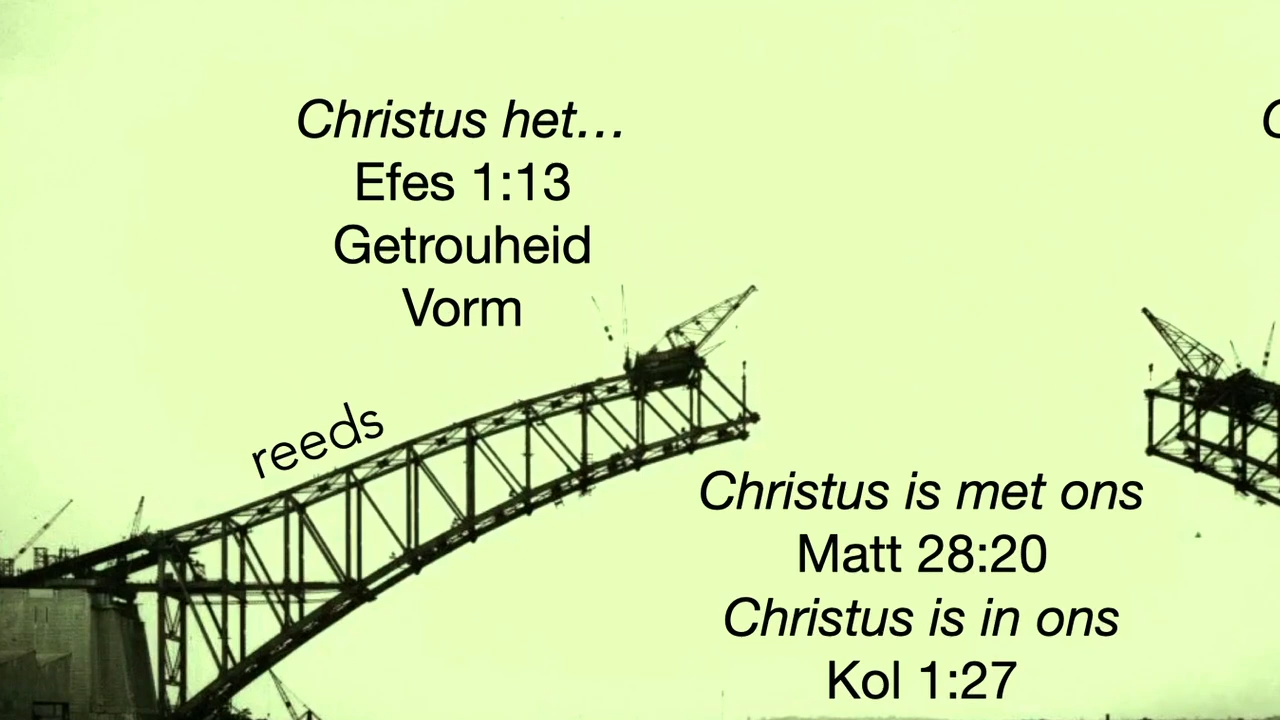 Christus het…
Efes 1:13
Getrouheid
Vorm
reeds
Christus is met ons
Matt 28:20
Christus is in ons
Kol 1:27